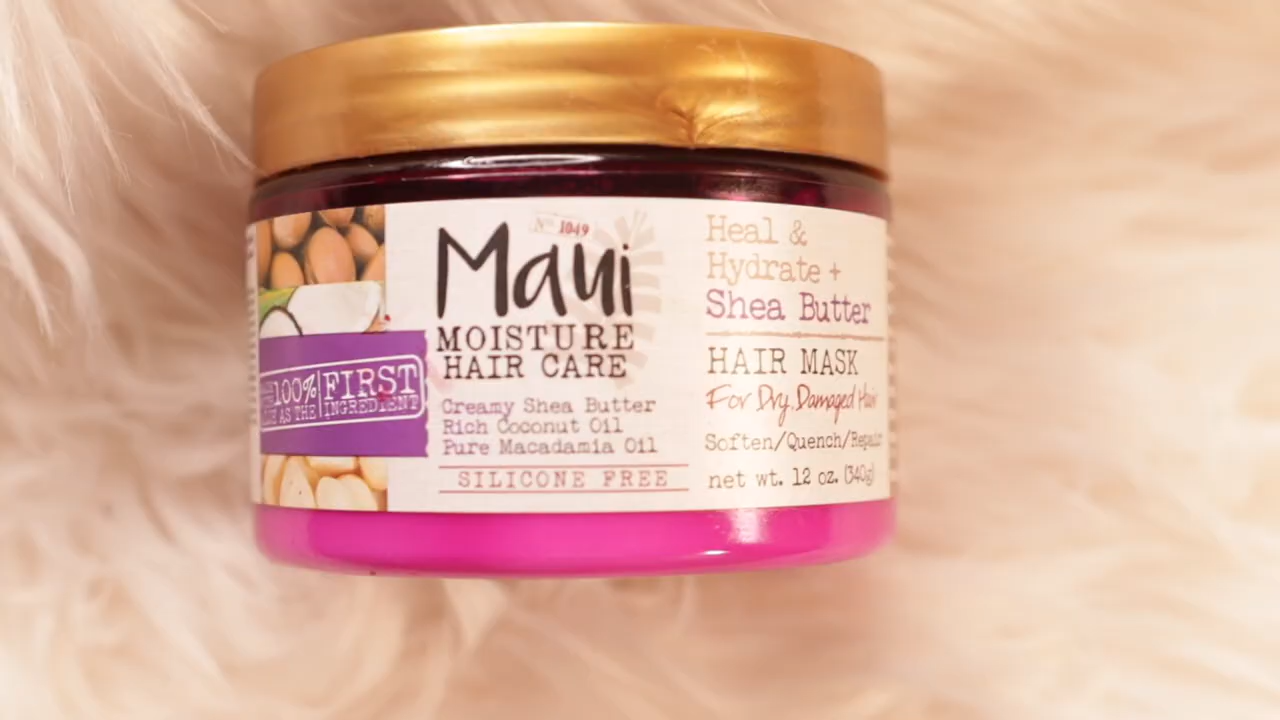 Nº 1049
Maui
MOISTURE
HAIR CARE
Creamy Shea Butter
Rich Coconut Oil
Pure Macadamia Oil
SILICONE FREE
100% FIRST
AS THE INGREDIENT
Heal &
Hydrate +
Shea Butter
HAIR MASK
For Dry, Damaged Hair
Soften/Quench/Repair
net wt. 12 oz. (340g)